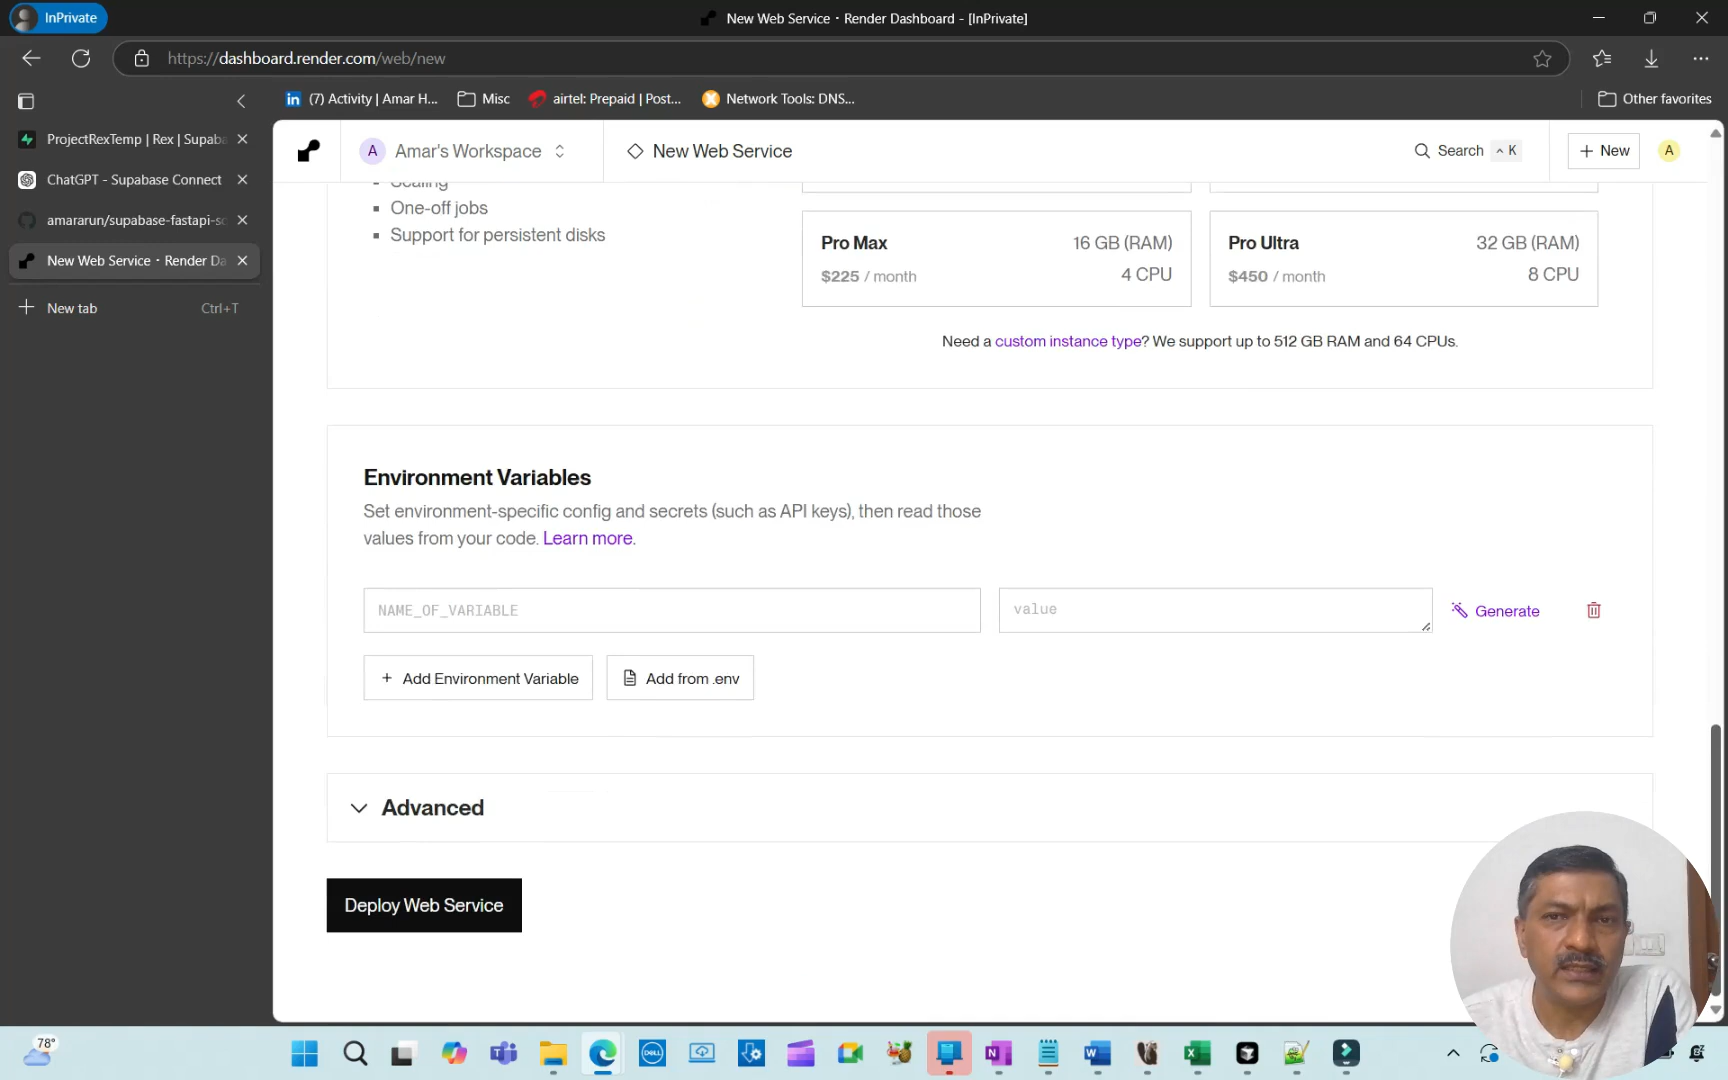 InPrivate
New Web Service · Render Dashboard - [InPrivate]
https://dashboard.render.com/web/new
(7) Activity | Amar H...
Misc
airtel: Prepaid | Post...
Network Tools: DNS...
Other favorites
ProjectRexTemp | Rex | Supaba
ChatGPT - Supabase Connect
amararun/supabase-fastapi-sc
New Web Service · Render Da
New tab
Ctrl+T
A
Amar's Workspace
New Web Service
Search
^ K
+ New
A
Scaling
One-off jobs
Support for persistent disks
Pro Max
16 GB (RAM)
$225 / month
4 CPU
Pro Ultra
32 GB (RAM)
$450 / month
8 CPU
Need a custom instance type? We support up to 512 GB RAM and 64 CPUs.
Environment Variables
Set environment-specific config and secrets (such as API keys), then read those
values from your code. Learn more.
NAME_OF_VARIABLE
value
Generate
+ Add Environment Variable
Add from .env
Advanced
Deploy Web Service
78°